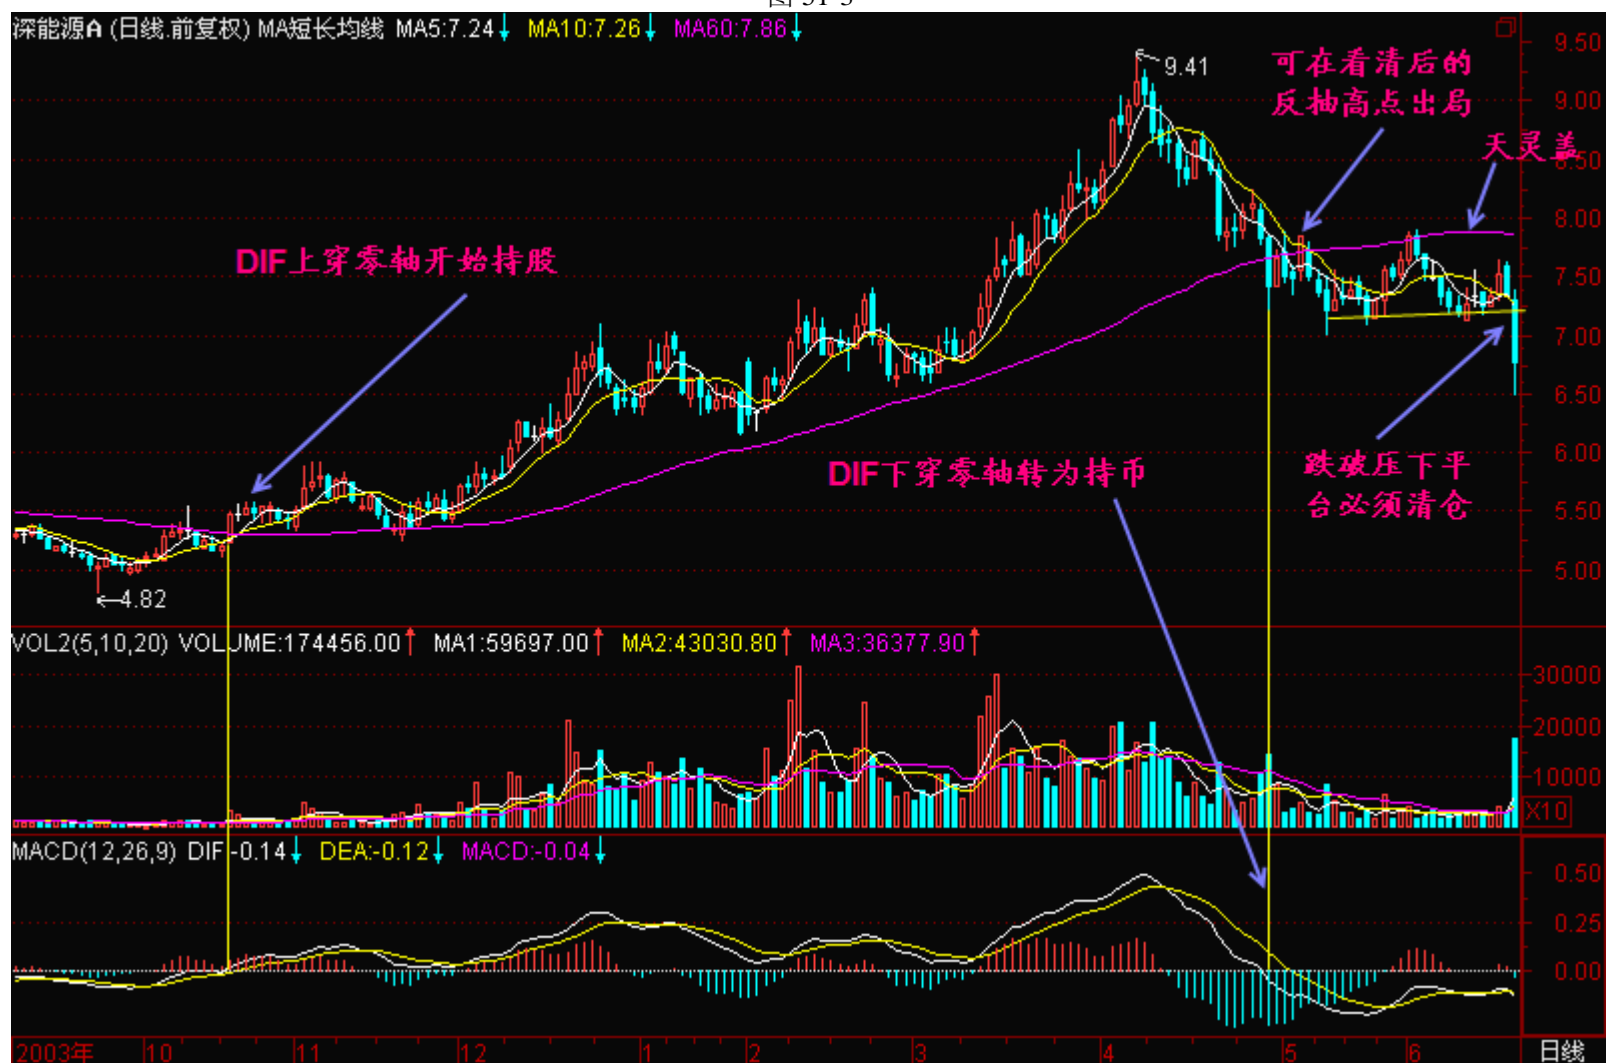 图 31-3
深能源A (日线.前复权) MA短长均线 MA5:7.24↓ MA10:7.26↓ MA60:7.86↓
9.50
9.41
可在看清后的
反抽高点出局
9.00
天灵盖
8.50
8.00
DIF上穿零轴开始持股
7.50
7.00
6.50
DIF下穿零轴转为持币
跌破压下平
台必须清仓
6.00
5.50
5.00
4.82
VOL2(5,10,20) VOLUME:174456.00↑ MA1:59697.00↑ MA2:43030.80↑ MA3:36377.90↑
30000
20000
10000
X10
MACD(12,26,9) DIF-0.14↓ DEA:-0.12↓ MACD:-0.04↓
0.50
0.25
0.00
2003年 10 11 12 1 2 3 4 5 6 日线